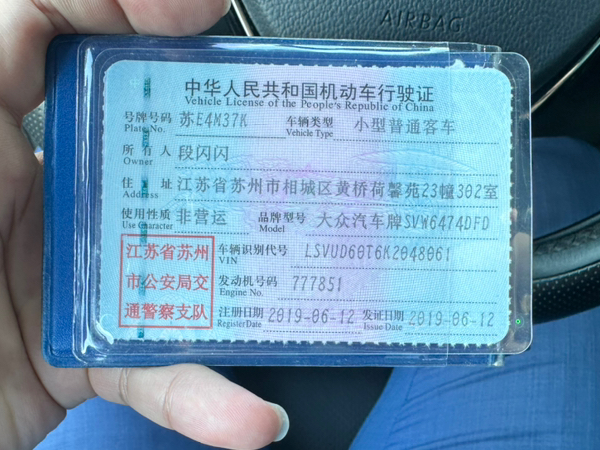 AIRBAG
中华人民共和国机动车行驶证
Vehicle License of the People's Republic of China
号牌号码 苏E4M37K 车辆类型 小型普通客车
Plate No. Vehicle Type
所有人 段闪闪
Owner
住址 江苏省苏州市相城区黄桥荷馨苑23幢302室
Address
使用性质 非营运 品牌型号 大众汽车牌SVW6474DFD
Use Character Model
江苏省苏州
市公安局交
通警察支队
车辆识别代号 LSVUD60T6K2048061
VIN
发动机号码 777851
Engine No.
注册日期 2019-06-12 发证日期 2019-06-12
Register Date Issue Date